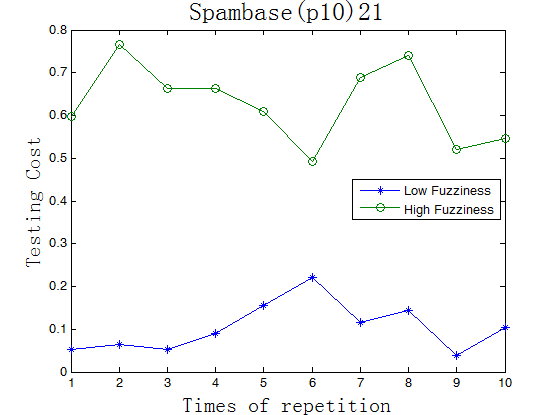 Spambase(p10)21
0.8
0.7
0.6
0.5
0.4
0.3
0.2
0.1
0
Testing Cost
Low Fuzziness
High Fuzziness
1 2 3 4 5 6 7 8 9 10
Times of repetition